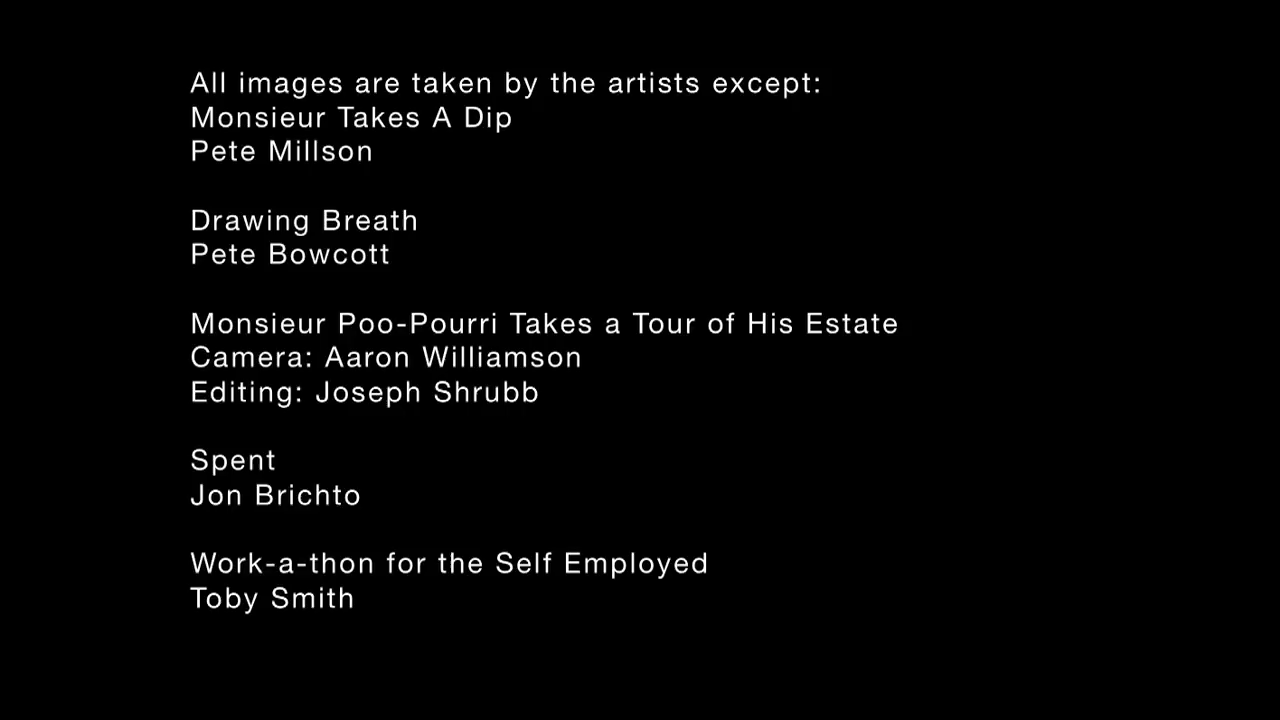 All images are taken by the artists except:
Monsieur Takes A Dip
Pete Millson
Drawing Breath
Pete Bowcott
Monsieur Poo-Pourri Takes a Tour of His Estate
Camera: Aaron Williamson
Editing: Joseph Shrubb
Spent
Jon Brichto
Work-a-thon for the Self Employed
Toby Smith